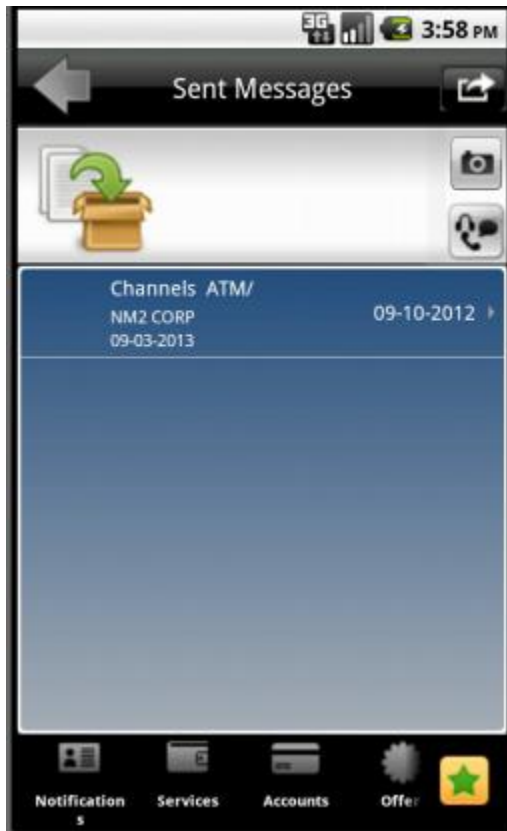 3G
3:58 PM
Sent Messages
Channels ATM/
NM2 CORP
09-03-2013
09-10-2012
Notification
s
Services
Accounts
Offer